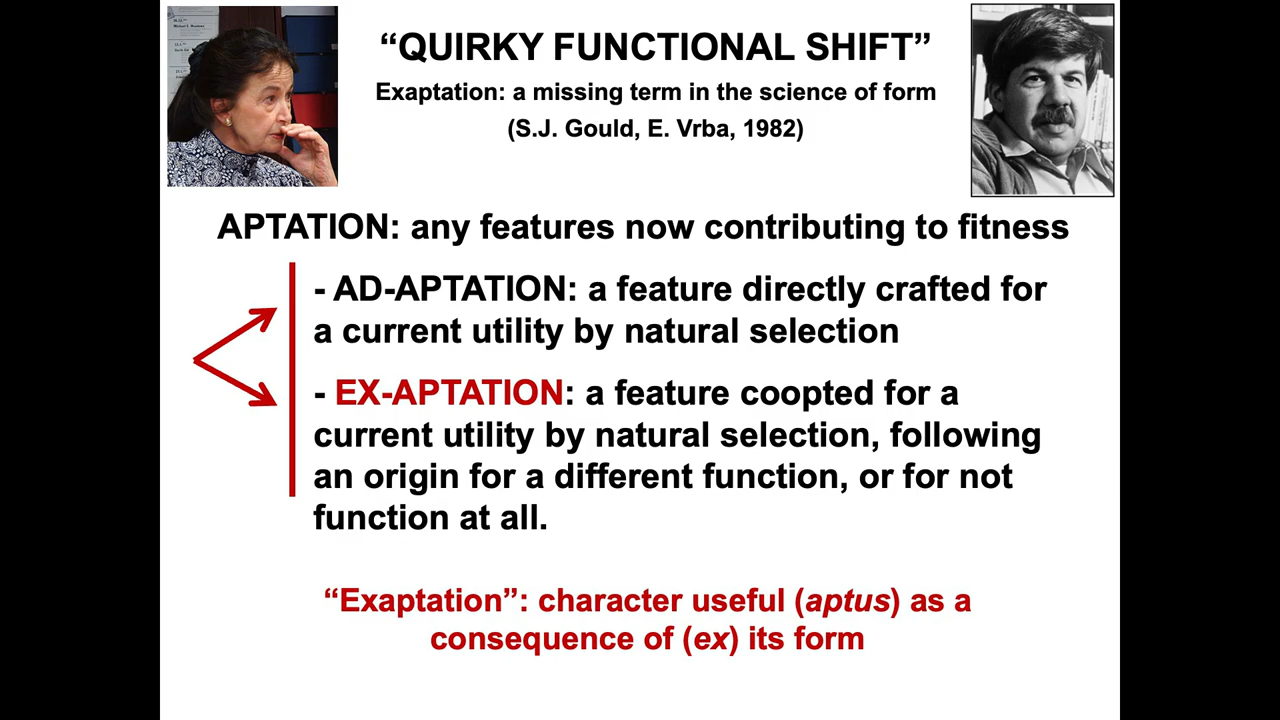 “QUIRKY FUNCTIONAL SHIFT”
Exaptation: a missing term in the science of form
(S.J. Gould, E. Vrba, 1982)
APTATION: any features now contributing to fitness
- AD-APTATION: a feature directly crafted for
a current utility by natural selection
- EX-APTATION: a feature coopted for a
current utility by natural selection, following
an origin for a different function, or for not
function at all.
“Exaptation”: character useful (aptus) as a
consequence of (ex) its form